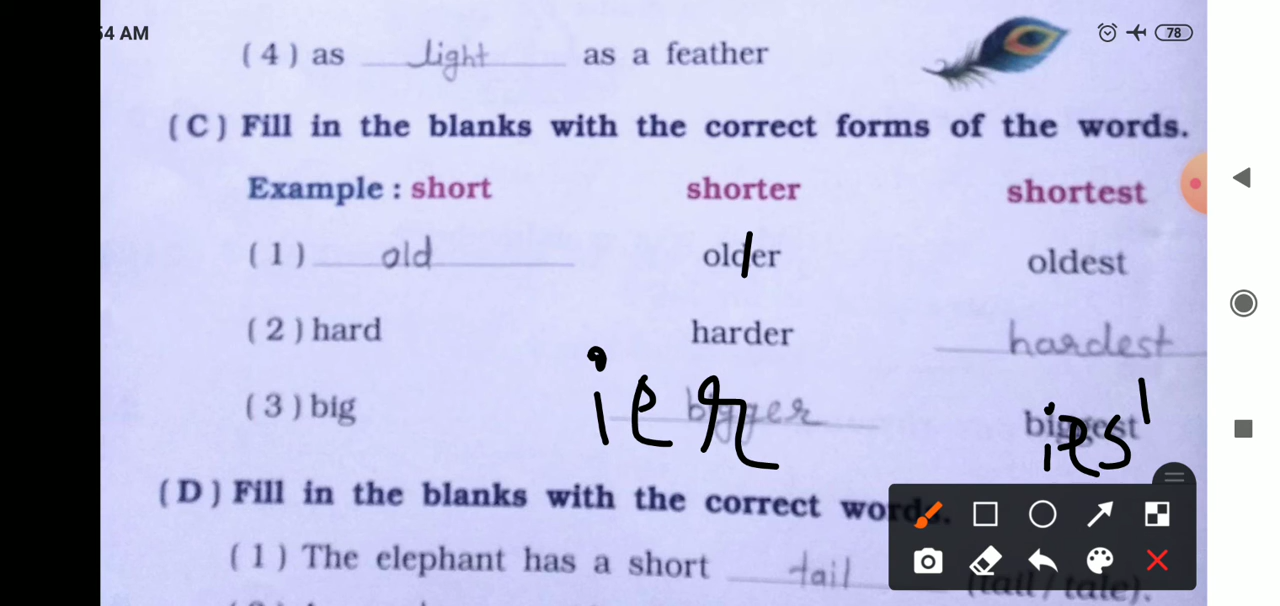 54 AM 78
(4) as light as a feather
(C) Fill in the blanks with the correct forms of the words.
Example : short shorter shortest
(1) old older oldest
(2) hard harder hardest
(3) big bigger biggest
ier ies
(D) Fill in the blanks with the correct words.
(1) The elephant has a short tail (tail / tale).